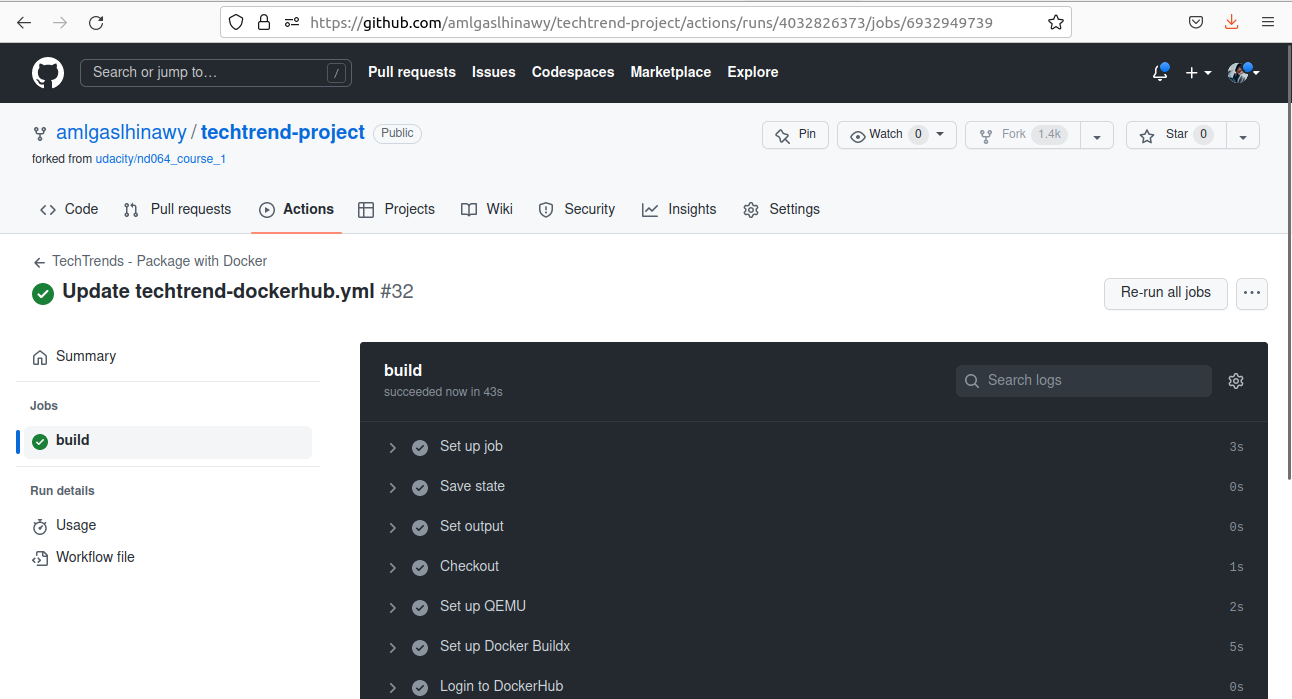 https://github.com/amlgaslhinawy/techtrend-project/actions/runs/4032826373/jobs/6932949739
Search or jump to… / Pull requests Issues Codespaces Marketplace Explore
amlgaslhinawy / techtrend-project Public Pin Watch 0 Fork 1.4k Star 0
forked from udacity/nd064_course_1
Code Pull requests Actions Projects Wiki Security Insights Settings
TechTrends - Package with Docker
Update techtrend-dockerhub.yml #32
Re-run all jobs
Summary
Jobs
build
Run details
Usage
Workflow file
build
succeeded now in 43s
Search logs
Set up job 3s
Save state 0s
Set output 0s
Checkout 1s
Set up QEMU 2s
Set up Docker Buildx 5s
Login to DockerHub 0s